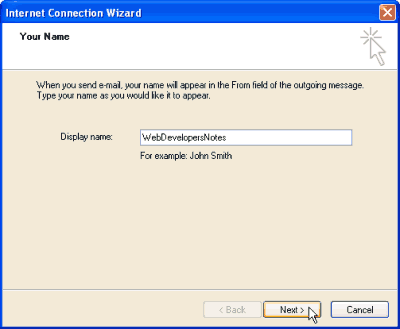 Internet Connection Wizard
Your Name
When you send e-mail, your name will appear in the From field of the outgoing message.
Type your name as you would like it to appear.
Display name: WebDevelopersNotes
For example: John Smith
< Back Next > Cancel